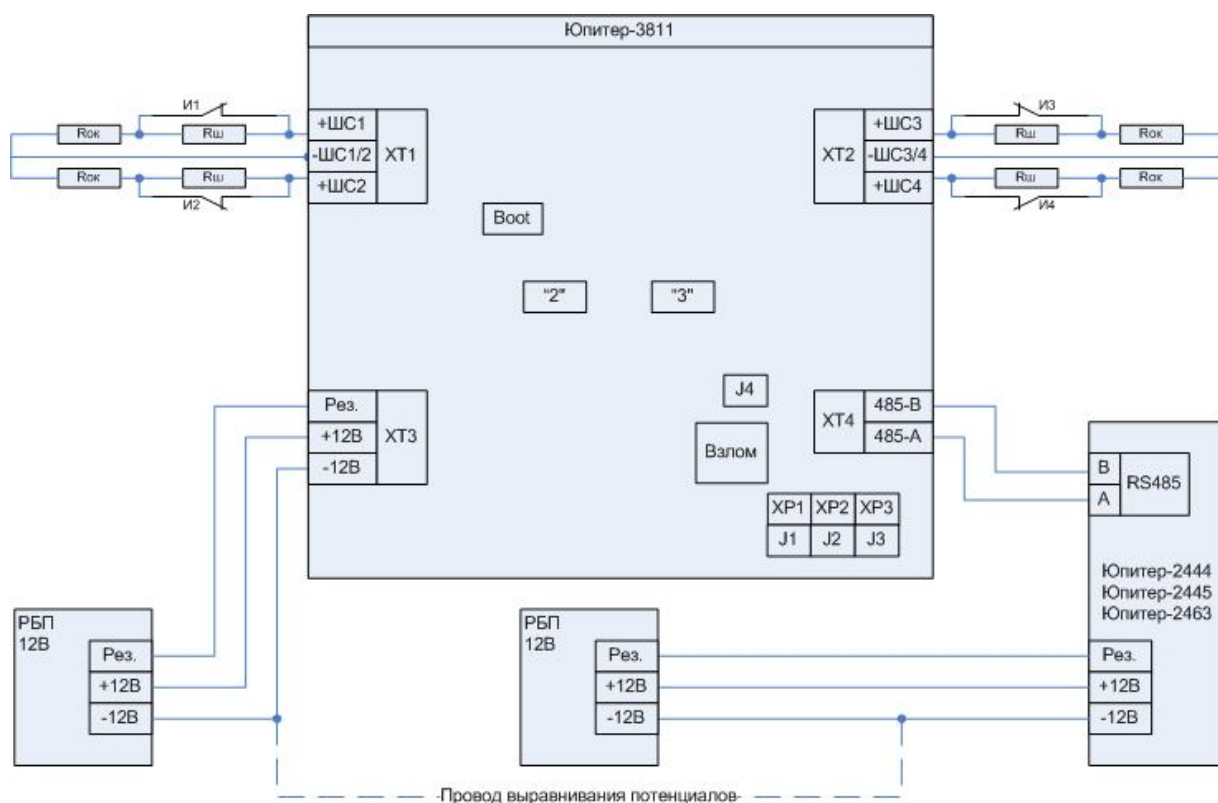 Юпитер-3811
И1
Rок
Rш
+ШС1
-ШС1/2
+ШС2
XT1
Rок
Rш
И2
XT2
+ШС3
-ШС3/4
+ШС4
И3
Rш
Rок
Rш
Rок
И4
Boot
"2"
"3"
J4
Взлом
Рез.
+12В
-12В
XT3
XT4
485-B
485-A
XP1 XP2 XP3
J1 J2 J3
B
A
RS485
Юпитер-2444
Юпитер-2445
Юпитер-2463
Рез.
+12В
-12В
РБП
12В
Рез.
+12В
-12В
РБП
12В
Рез.
+12В
-12В
Провод выравнивания потенциалов